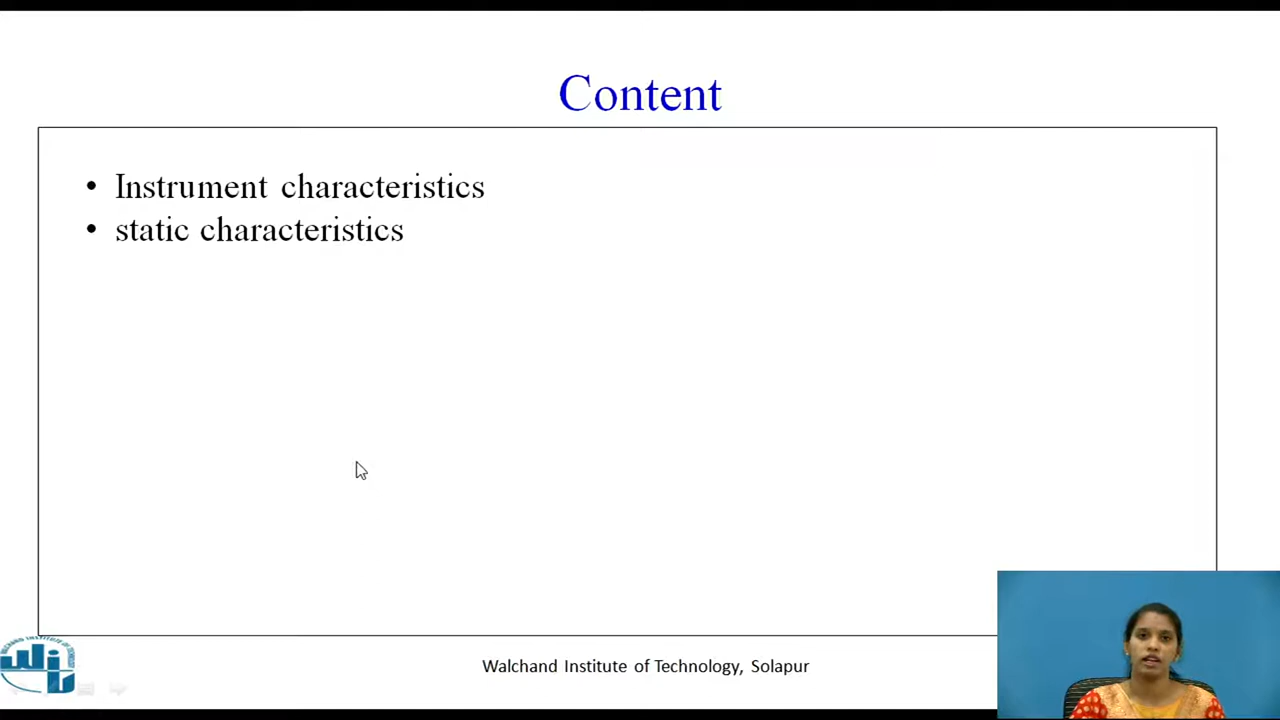 Content
• Instrument characteristics
• static characteristics
Walchand Institute of Technology, Solapur